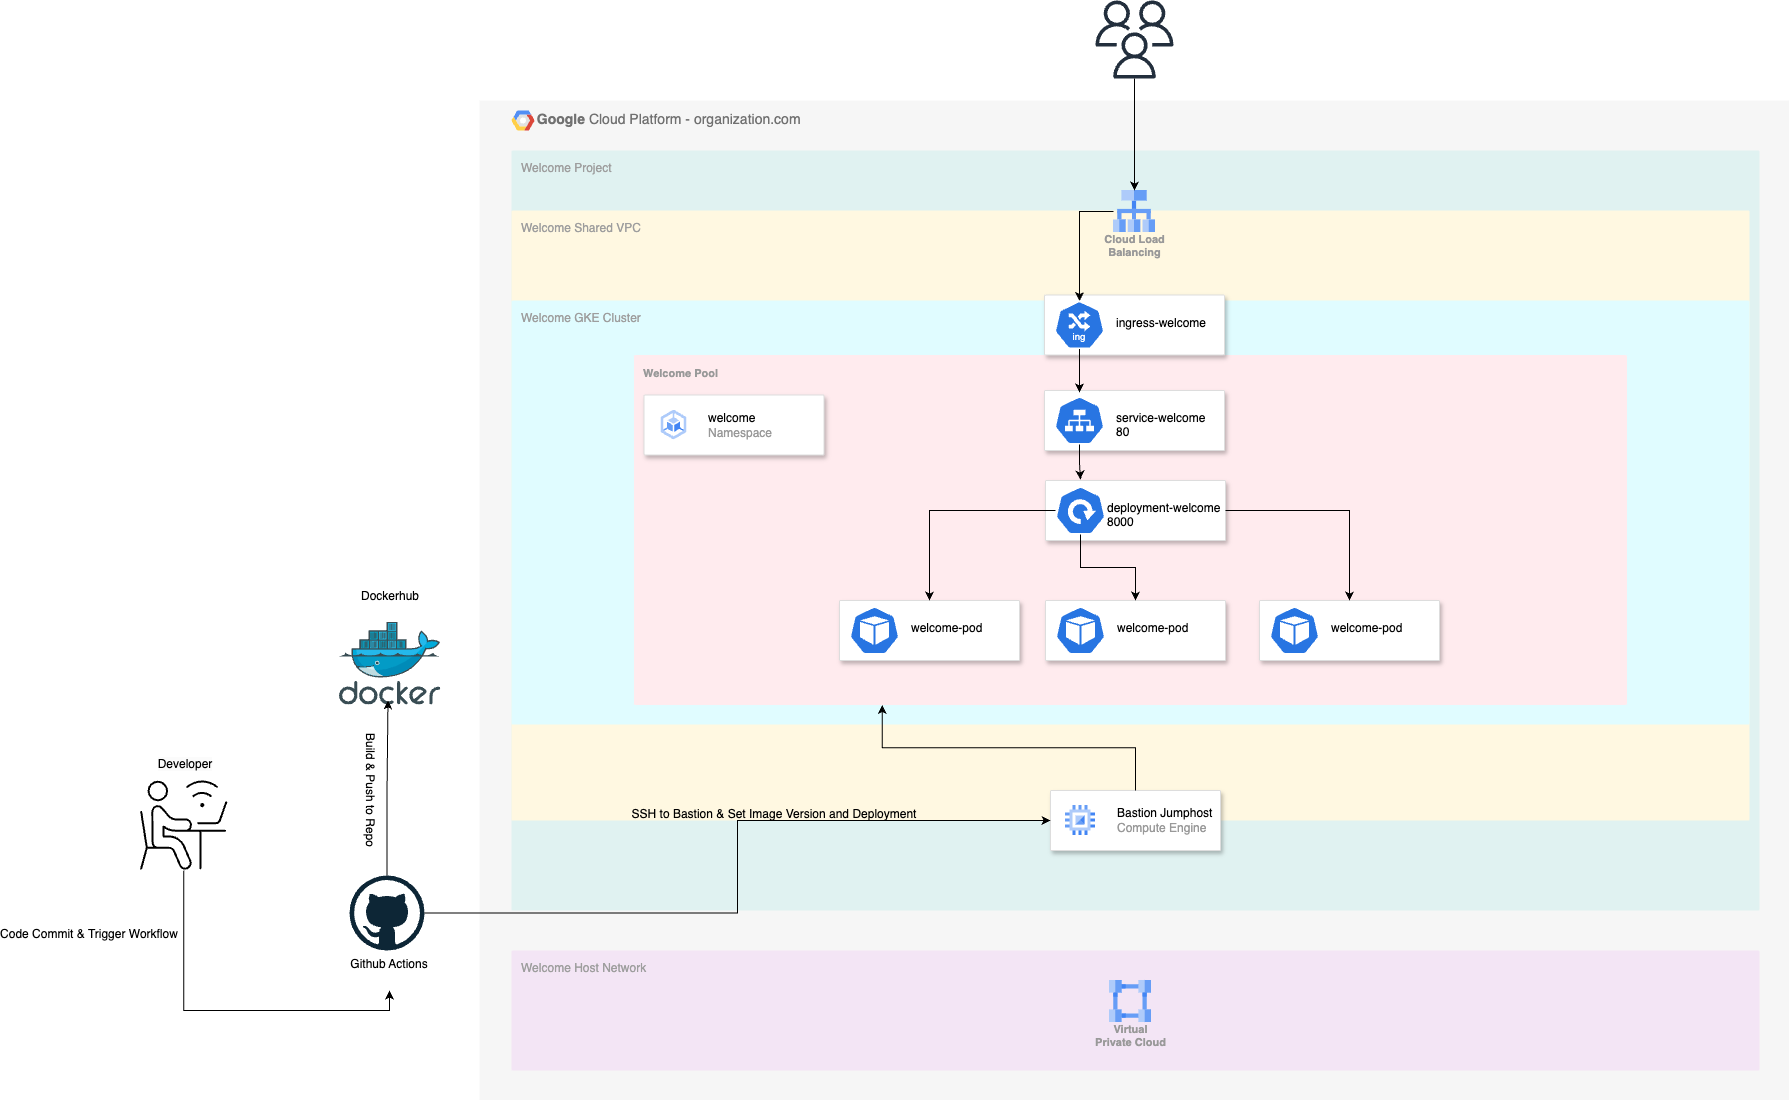 Google Cloud Platform - organization.com
Welcome Project
Welcome Shared VPC
Cloud Load
Balancing
Welcome GKE Cluster
ing
ingress-welcome
Welcome Pool
welcome
Namespace
service-welcome
80
deployment-welcome
8000
welcome-pod
welcome-pod
welcome-pod
Dockerhub
docker
Build & Push to Repo
Developer
SSH to Bastion & Set Image Version and Deployment
Bastion Jumphost
Compute Engine
Code Commit & Trigger Workflow
Github Actions
Welcome Host Network
Virtual
Private Cloud